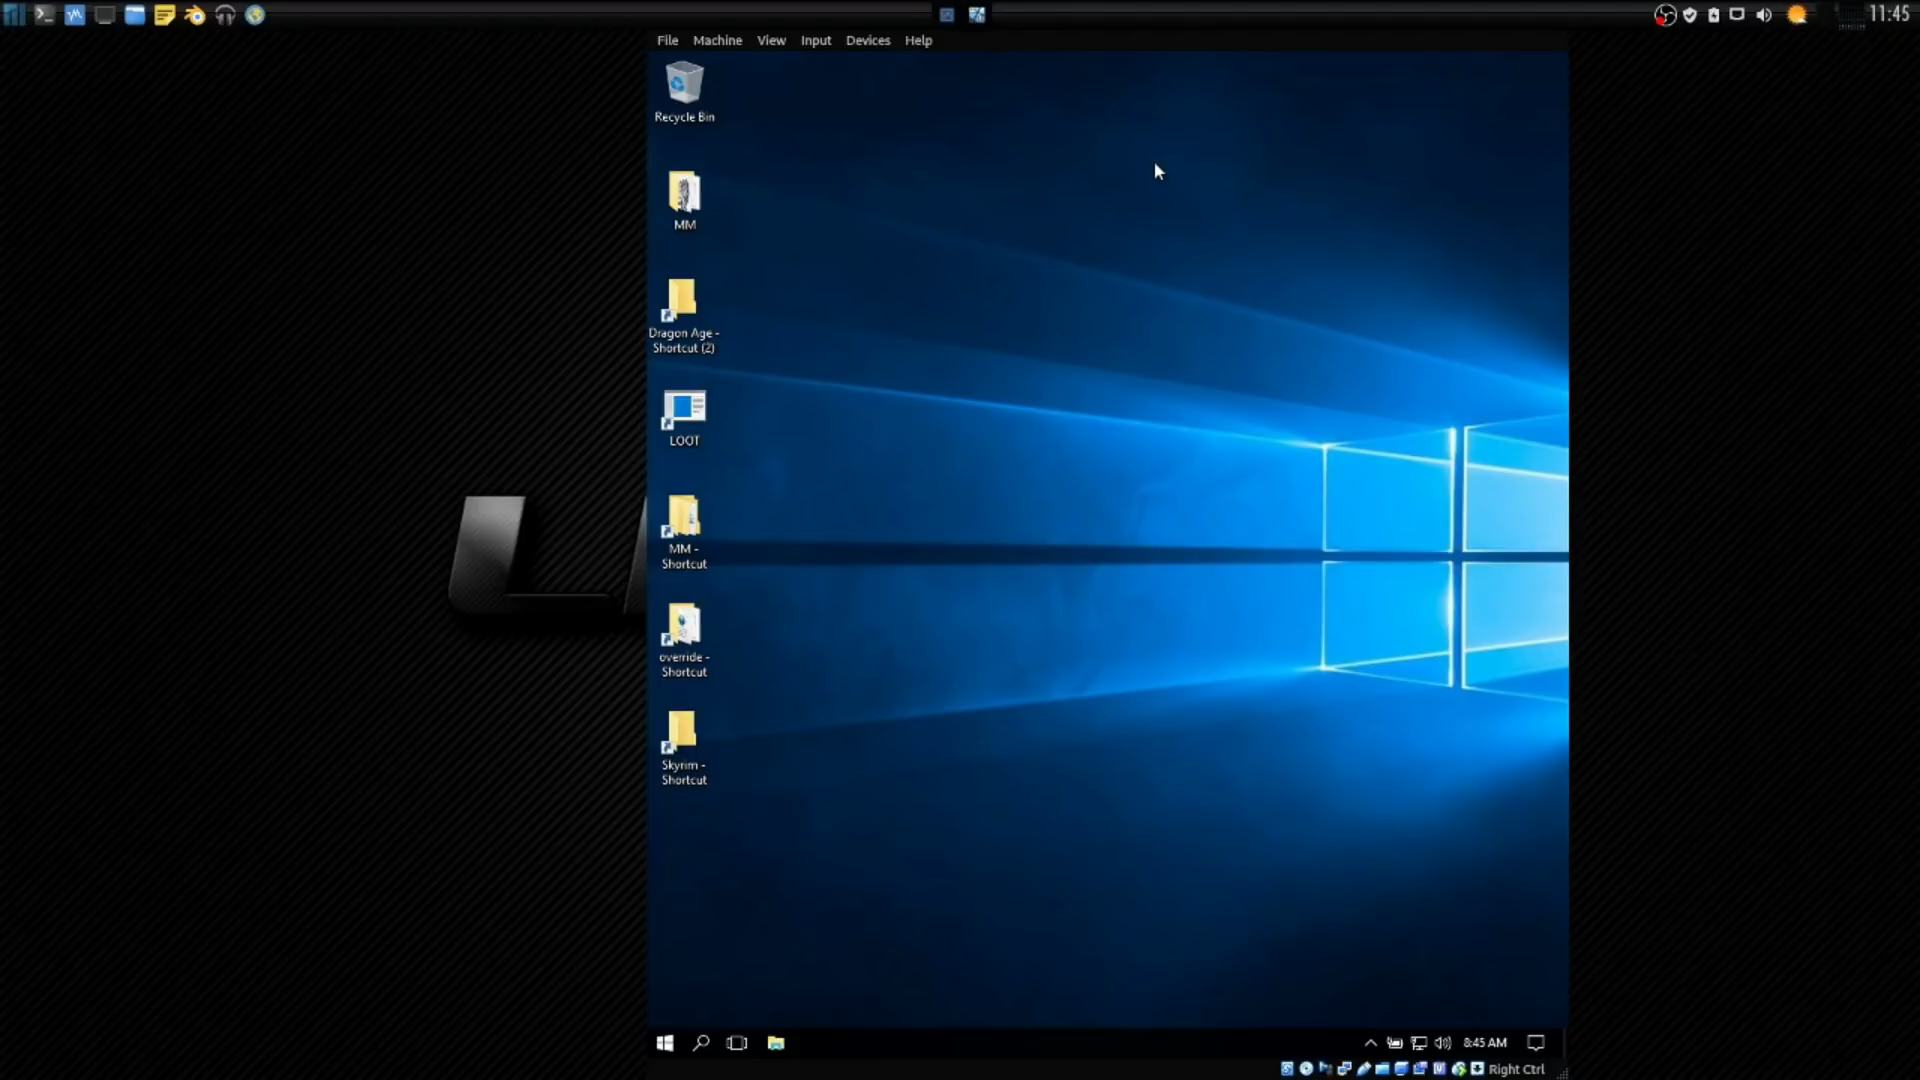 11:45
File Machine View Input Devices Help
Recycle Bin
MM
Dragon Age -
Shortcut (2)
LOOT
MM -
Shortcut
override -
Shortcut
Skyrim -
Shortcut
8:45 AM
Right Ctrl